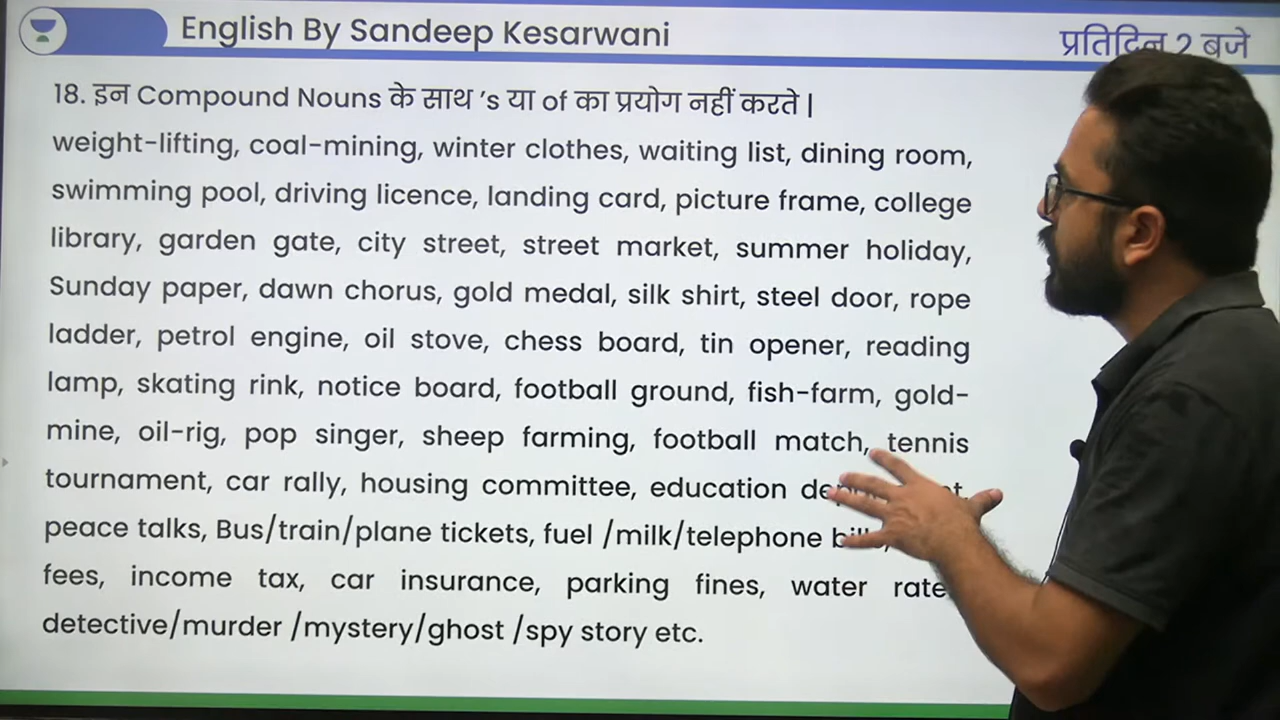 English By Sandeep Kesarwani
प्रतिदिन 2 बजे
18. इन Compound Nouns के साथ 's या of का प्रयोग नहीं करते |
weight-lifting, coal-mining, winter clothes, waiting list, dining room,
swimming pool, driving licence, landing card, picture frame, college
library, garden gate, city street, street market, summer holiday,
Sunday paper, dawn chorus, gold medal, silk shirt, steel door, rope
ladder, petrol engine, oil stove, chess board, tin opener, reading
lamp, skating rink, notice board, football ground, fish-farm, gold-
mine, oil-rig, pop singer, sheep farming, football match, tennis
tournament, car rally, housing committee, education
peace talks, Bus/train/plane tickets, fuel /milk/telephone bills,
fees, income tax, car insurance, parking fines, water rate
detective/murder /mystery/ghost /spy story etc.